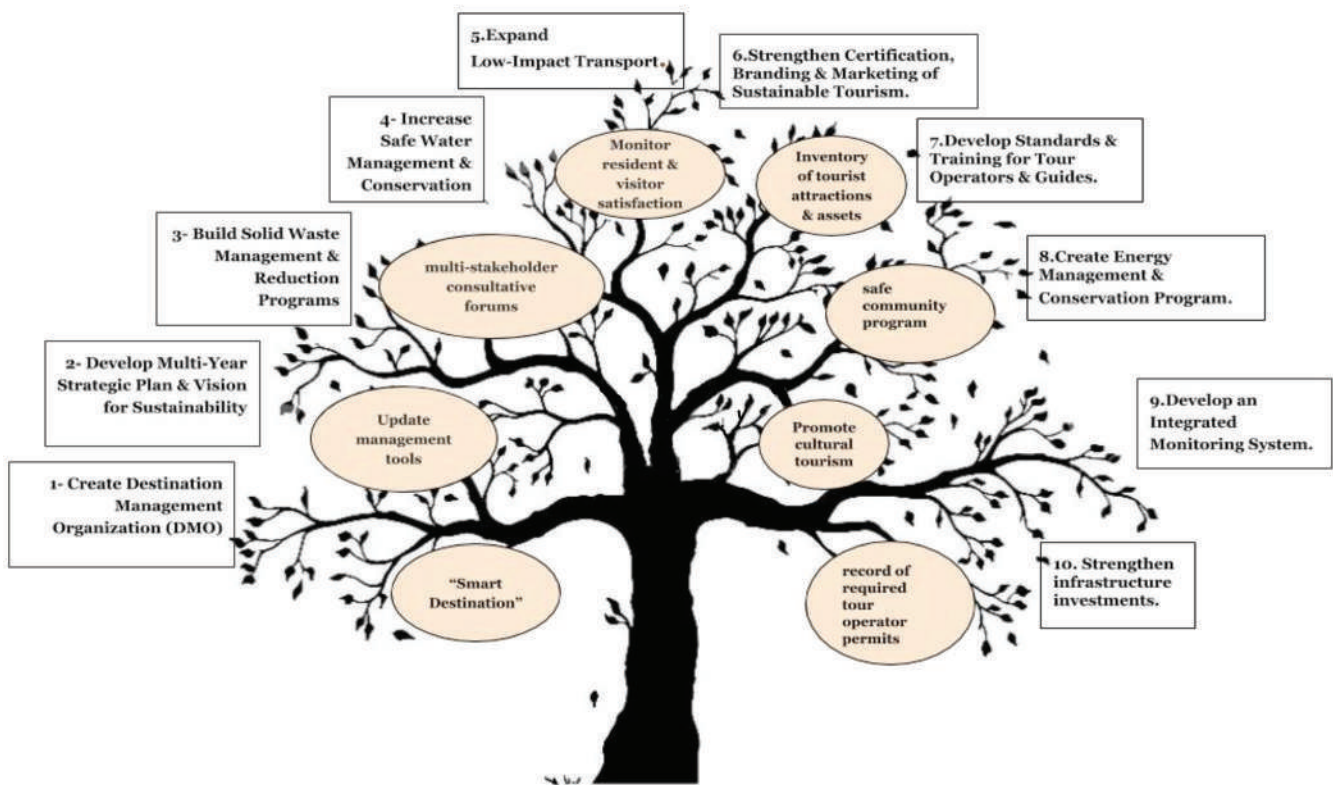 5.Expand
Low-Impact Transport.
6.Strengthen Certification,
Branding & Marketing of
Sustainable Tourism.
4- Increase
Safe Water
Management &
Conservation
7.Develop Standards &
Training for Tour
Operators & Guides.
Monitor
resident &
visitor
satisfaction
Inventory
of tourist
attractions
& assets
3- Build Solid Waste
Management &
Reduction
Programs
multi-stakeholder
consultative
forums
safe
community
program
8.Create Energy
Management &
Conservation Program.
2- Develop Multi-Year
Strategic Plan & Vision
for Sustainability
Update
management
tools
Promote
cultural
tourism
9.Develop an
Integrated
Monitoring System.
1- Create Destination
Management
Organization (DMO)
“Smart
Destination”
record of
required
tour
operator
permits
10. Strengthen
infrastructure
investments.